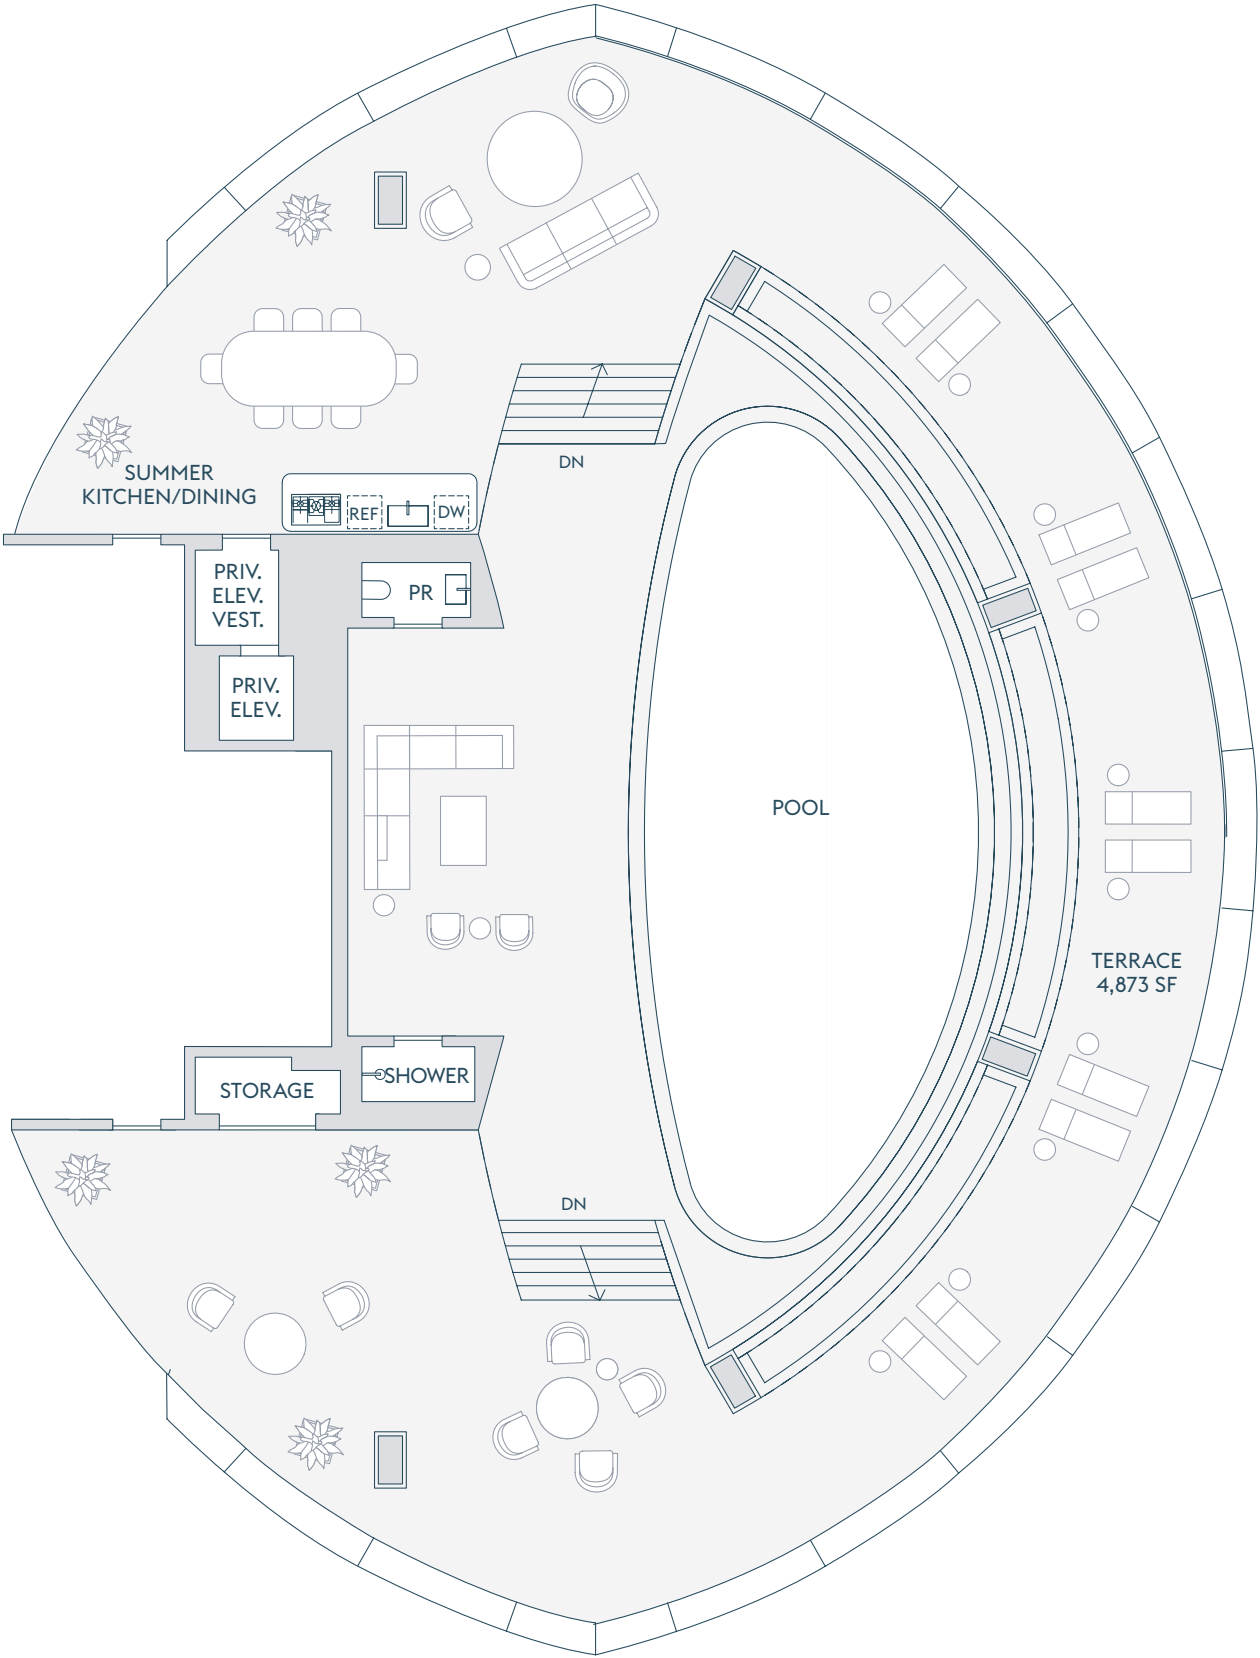 DN
SUMMER
KITCHEN/DINING
REF
DW
PRIV.
ELEV.
VEST.
PR
PRIV.
ELEV.
POOL
TERRACE
4,873 SF
STORAGE
SHOWER
DN